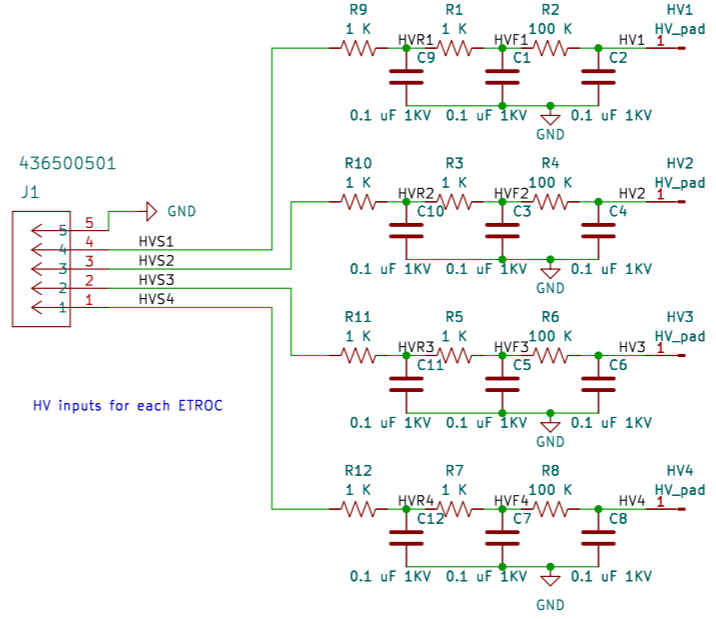 R9 R1 R2 HV1
1 K 1 K 100 K HV_pad
HVR1 HVF1 HV1 1
C9 C1 C2
0.1 uF 1KV 0.1 uF 1KV 0.1 uF 1KV
GND
436500501
J1
R10 R3 R4 HV2
1 K 1 K 100 K HV_pad
HVR2 HVF2 HV2 1
C10 C3 C4
0.1 uF 1KV 0.1 uF 1KV 0.1 uF 1KV
GND
5 5 GND
4 4 HVS1
3 3 HVS2
2 2 HVS3
1 1 HVS4
R11 R5 R6 HV3
1 K 1 K 100 K HV_pad
HVR3 HVF3 HV3 1
C11 C5 C6
0.1 uF 1KV 0.1 uF 1KV 0.1 uF 1KV
GND
HV inputs for each ETROC
R12 R7 R8 HV4
1 K 1 K 100 K HV_pad
HVR4 HVF4 HV4 1
C12 C7 C8
0.1 uF 1KV 0.1 uF 1KV 0.1 uF 1KV
GND